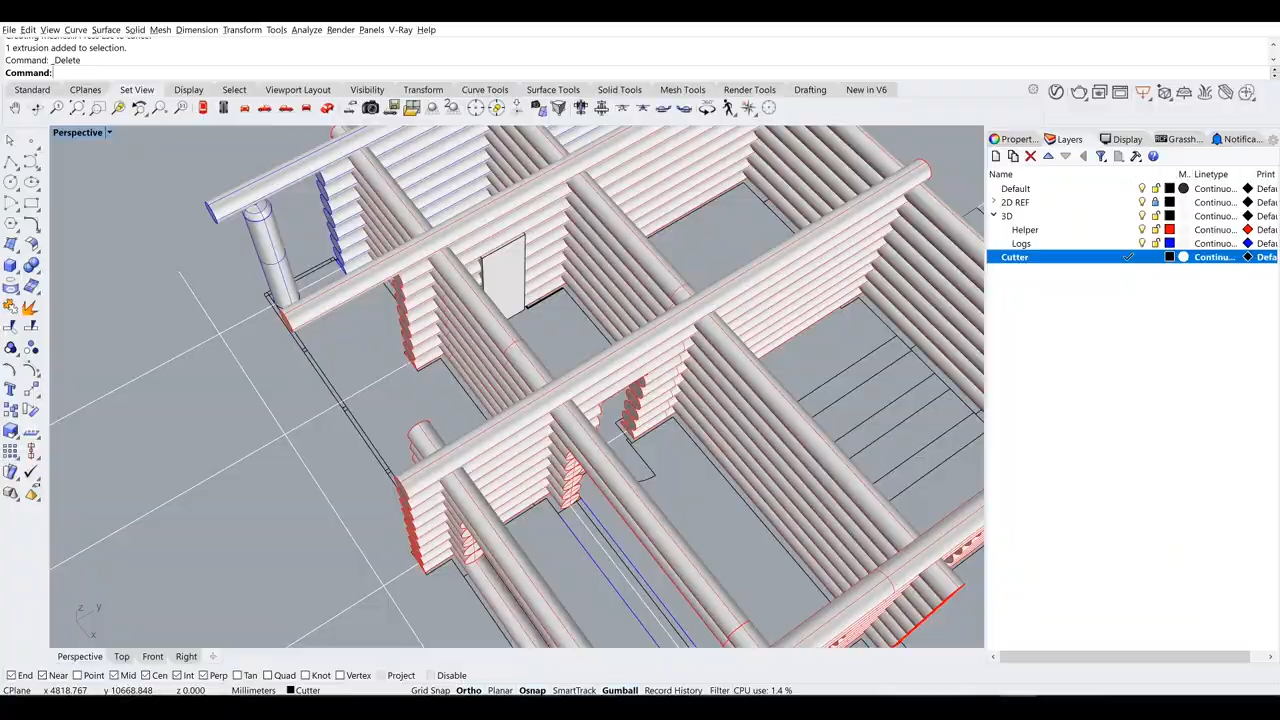 File Edit View Curve Surface Solid Mesh Dimension Transform Tools Analyze Render Panels V-Ray Help
1 extrusion added to selection.
Command: _Delete
Command:
Standard CPlanes Set View Display Select Viewport Layout Visibility Transform Curve Tools Surface Tools Solid Tools Mesh Tools Render Tools Drafting New in V6
Perspective
Propert... Layers Display Grassh... Notifica...
Name M.. Linetype Print
Default Continuo... Defa
2D REF Continuo... Defa
3D Continuo... Defa
Helper Continuo... Defa
Logs Continuo... Defa
Cutter Continu... Defa
z y
x
Perspective Top Front Right
End Near Point Mid Cen Int Perp Tan Quad Knot Vertex Project Disable
CPlane x 4818.767 y 10668.848 z 0.000 Millimeters Cutter Grid Snap Ortho Planar Osnap SmartTrack Gumball Record History Filter CPU use: 1.4 %